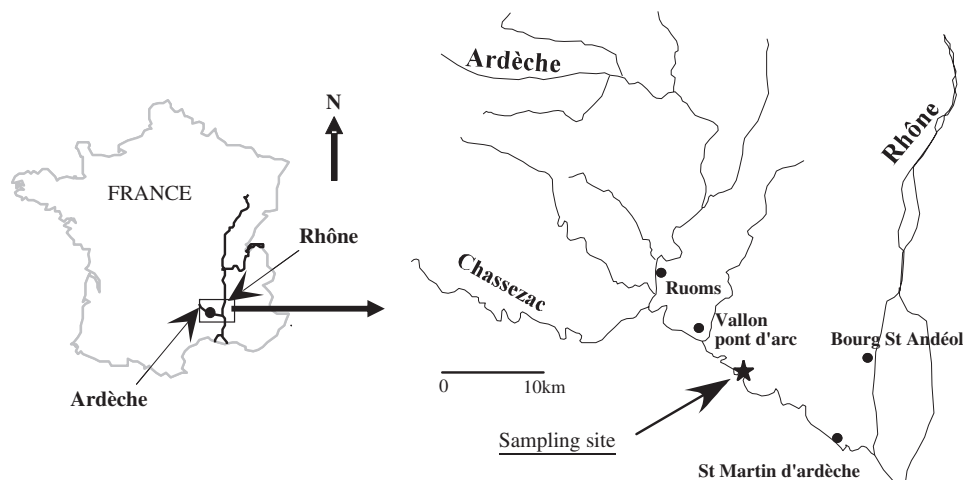 N
FRANCE
Rhône
Ardèche
Ardèche
Rhône
Chassezac
Ruoms
Vallon
pont d'arc
Bourg St Andéol
0 10km
Sampling site
St Martin d'ardèche